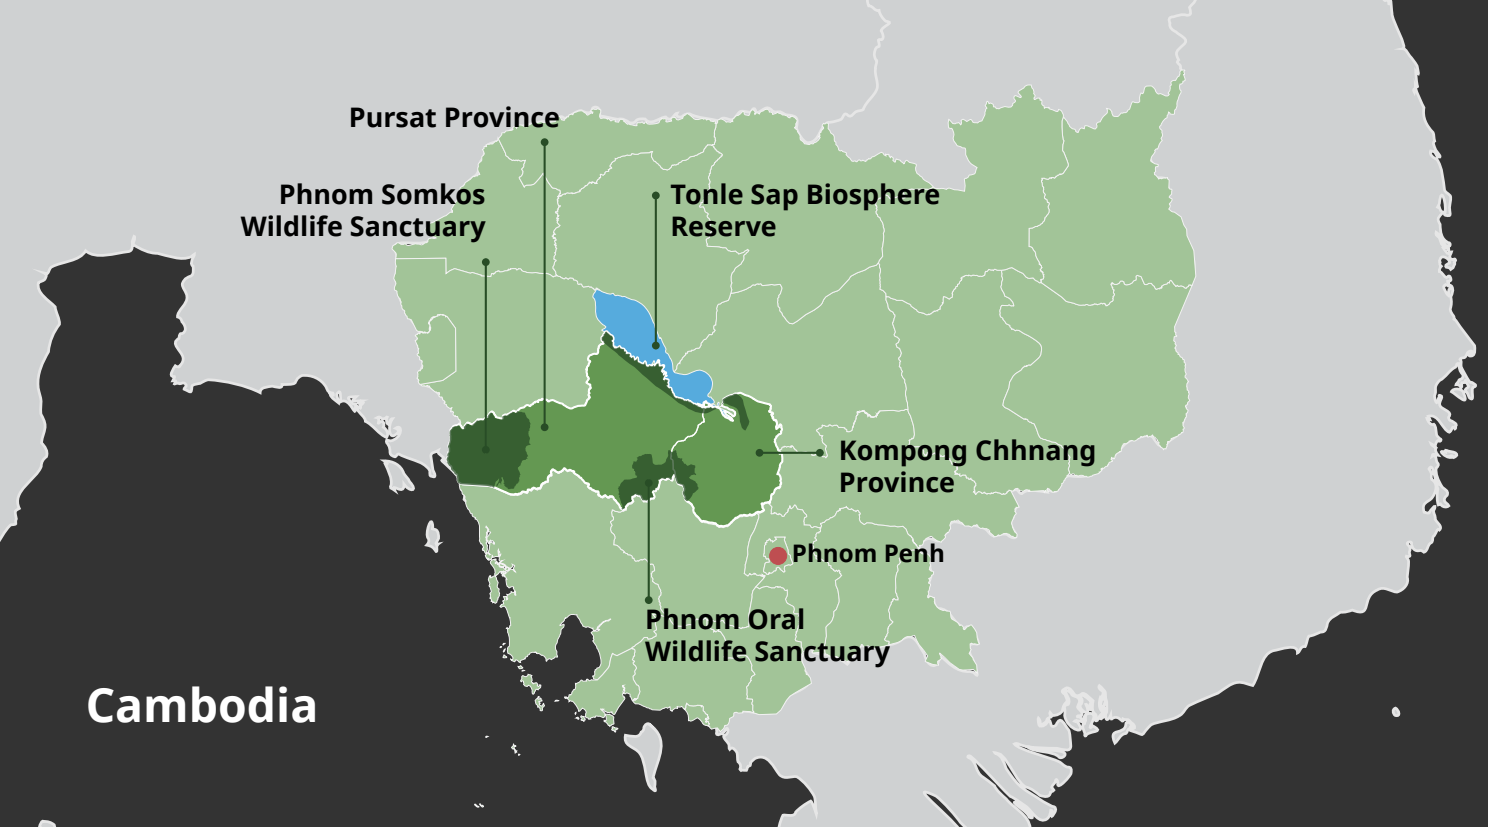 Pursat Province
Phnom Somkos
Wildlife Sanctuary
Tonle Sap Biosphere
Reserve
Kompong Chhnang
Province
Phnom Penh
Phnom Oral
Wildlife Sanctuary
Cambodia